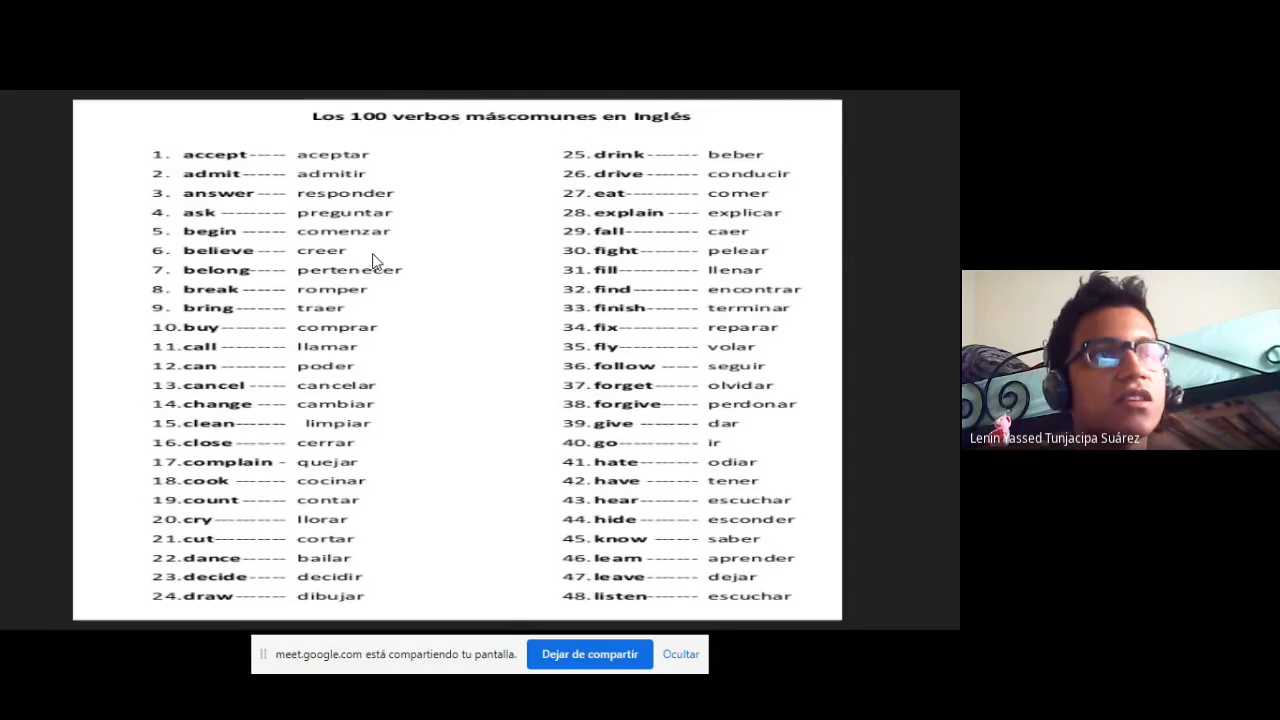 Los 100 verbos máscomunes en Inglés
1. accept----- aceptar
2. admit------ admitir
3. answer ---- responder
4. ask --------- preguntar
5. begin ------ comenzar
6. believe ---- creer
7. belong----- pertenecer
8. break ------ romper
9. bring------- traer
10.buy--------- comprar
11.call --------- llamar
12.can -------- poder
13.cancel ----- cancelar
14.change ---- cambiar
15.clean------- limpiar
16.close ------ cerrar
17.complain - quejar
18.cook ------- cocinar
19.count ------ contar
20.cry---------- llorar
21.cut---------- cortar
22.dance------ bailar
23.decide----- decidir
24.draw------- dibujar
25.drink------- beber
26.drive ------- conducir
27.eat---------- comer
28.explain ---- explicar
29.fall---------- caer
30.fight-------- pelear
31.fill----------- llenar
32.find--------- encontrar
33.finish------- terminar
34.fix----------- reparar
35.fly----------- volar
36.follow ----- seguir
37.forget------ olvidar
38.forgive----- perdonar
39.give -------- dar
40.go----------- ir
41.hate-------- odiar
42.have ------- tener
43.hear-------- escuchar
44.hide -------- esconder
45.know ------ saber
46.learn ------- aprender
47.leave------- dejar
48.listen------- escuchar
Lenin Yassed Tunjacipa Suárez
meet.google.com está compartiendo tu pantalla. Dejar de compartir Ocultar